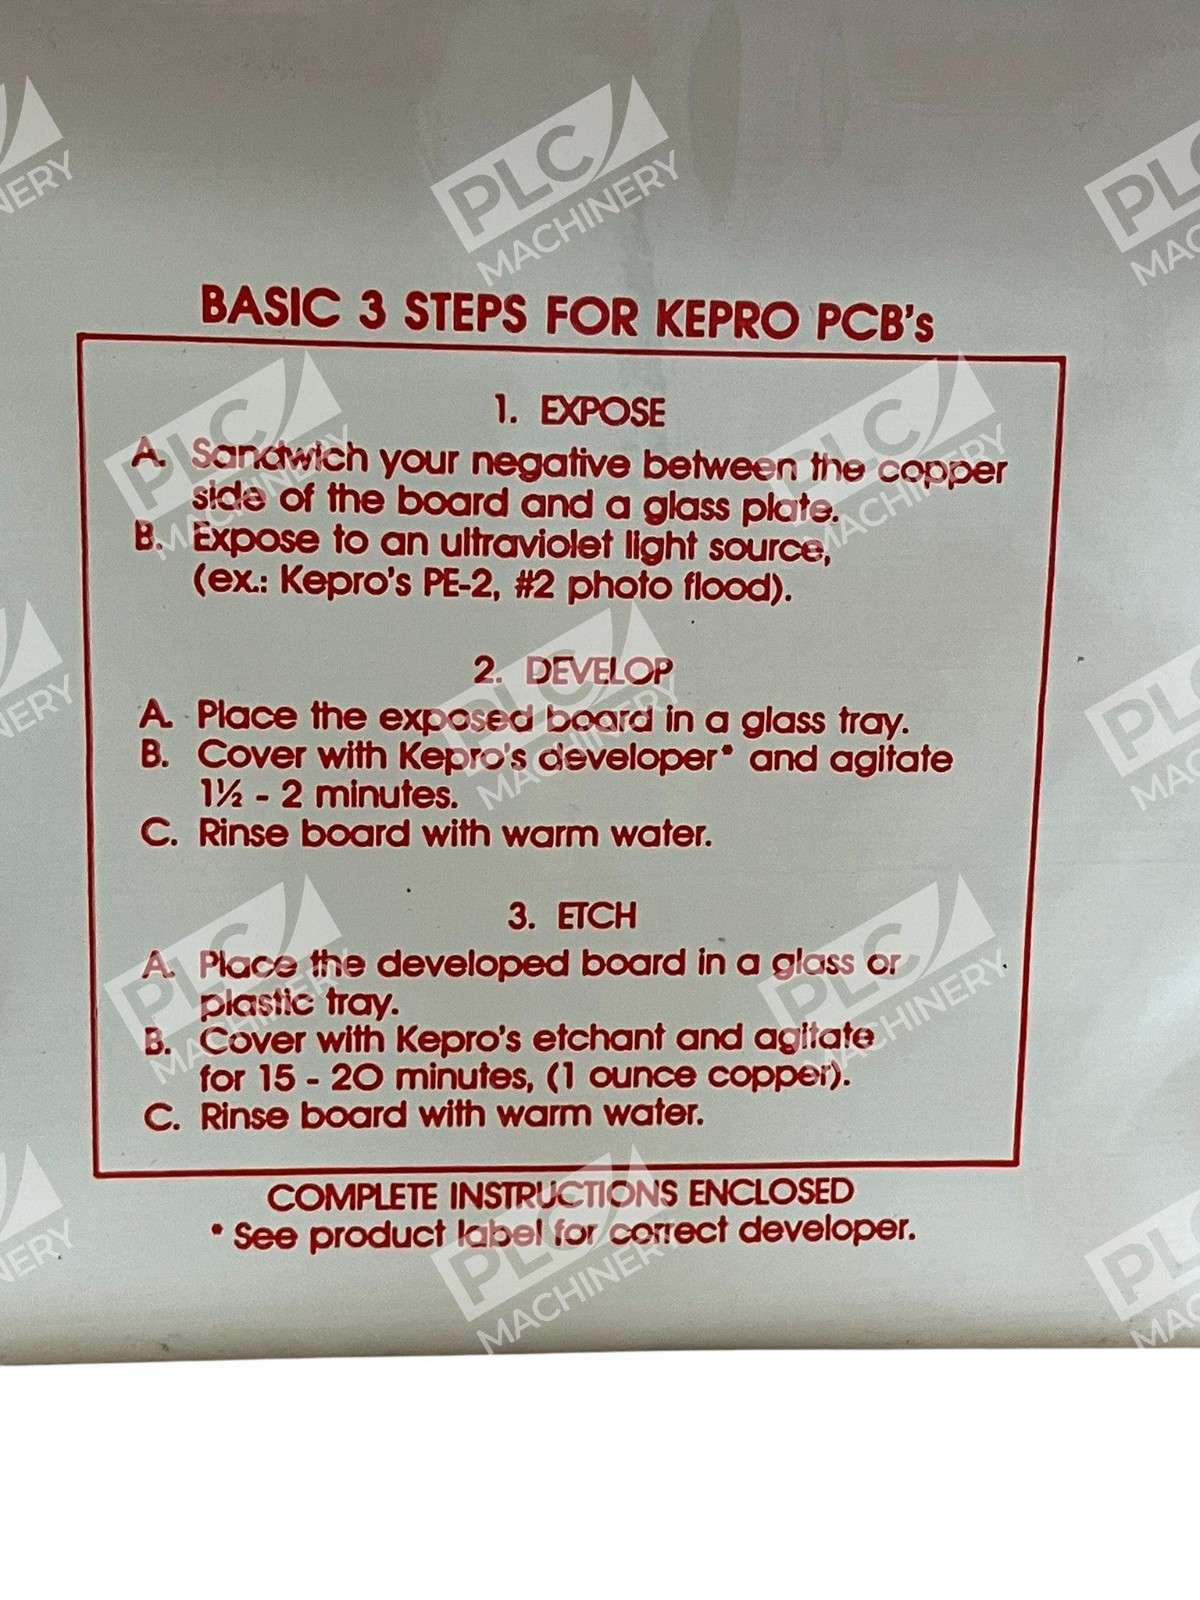 BASIC 3 STEPS FOR KEPRO PCB's
1. EXPOSE
A. Sandwich your negative between the copper
side of the board and a glass plate.
B. Expose to an ultraviolet light source,
(ex.: Kepro's PE-2, #2 photo flood).
2. DEVELOP
A. Place the exposed board in a glass tray.
B. Cover with Kepro's developer* and agitate
1½ - 2 minutes.
C. Rinse board with warm water.
3. ETCH
A. Place the developed board in a glass or
plastic tray.
B. Cover with Kepro's etchant and agitate
for 15 - 20 minutes, (1 ounce copper).
C. Rinse board with warm water.
COMPLETE INSTRUCTIONS ENCLOSED
* See product label for correct developer.
PLC
MACHINERY